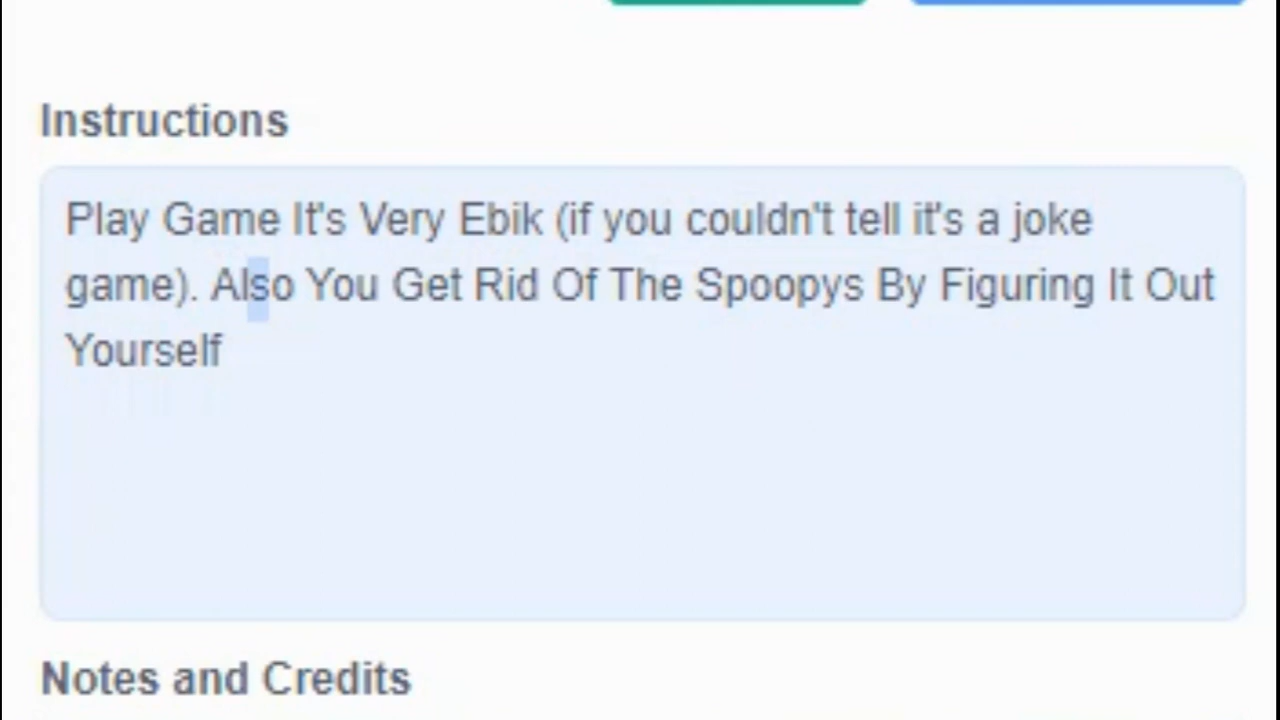 Instructions
Play Game It's Very Ebik (if you couldn't tell it's a joke
game). Also You Get Rid Of The Spoopys By Figuring It Out
Yourself
Notes and Credits